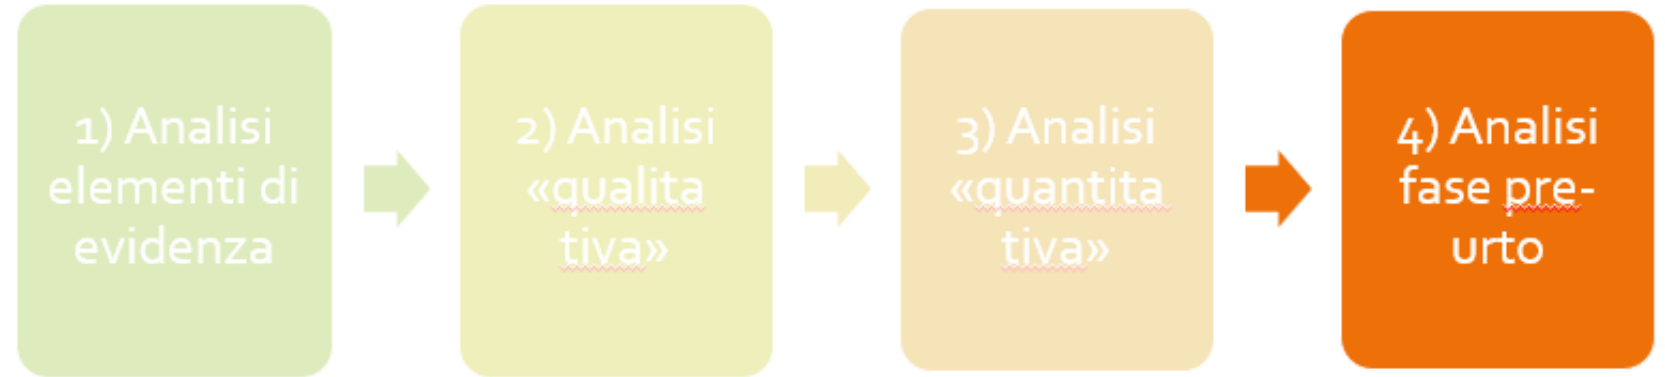 1) Analisi
elementi di
evidenza
2) Analisi
«qualita
tiva»
3) Analisi
«quantita
tiva»
4) Analisi
fase pre-
urto